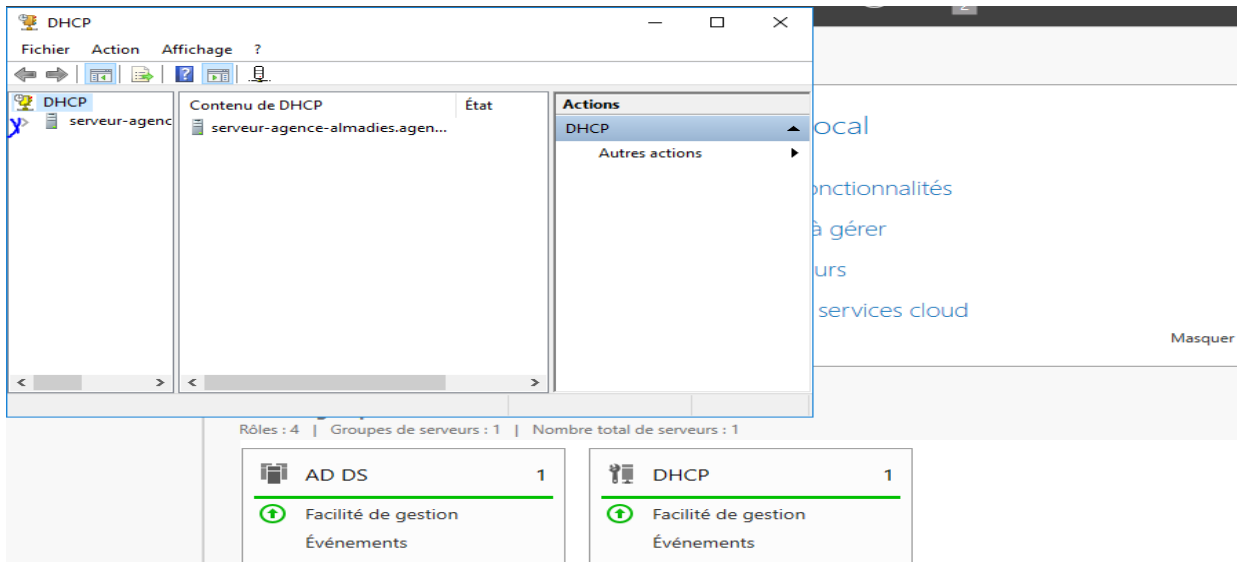 DHCP
2
Fichier Action Affichage ?
DHCP
serveur-agenc
Contenu de DHCP État
serveur-agence-almadies.agen...
Actions
DHCP
Autres actions
ocal
onctionnalités
à gérer
urs
services cloud
Masquer
Rôles : 4 | Groupes de serveurs : 1 | Nombre total de serveurs : 1
AD DS 1
Facilité de gestion
Événements
DHCP 1
Facilité de gestion
Événements